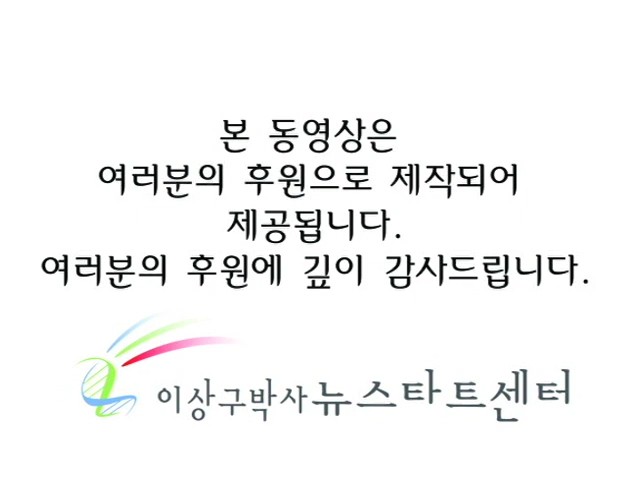 본 동영상은
여러분의 후원으로 제작되어
제공됩니다.
여러분의 후원에 깊이 감사드립니다.
이상구박사뉴스타트센터